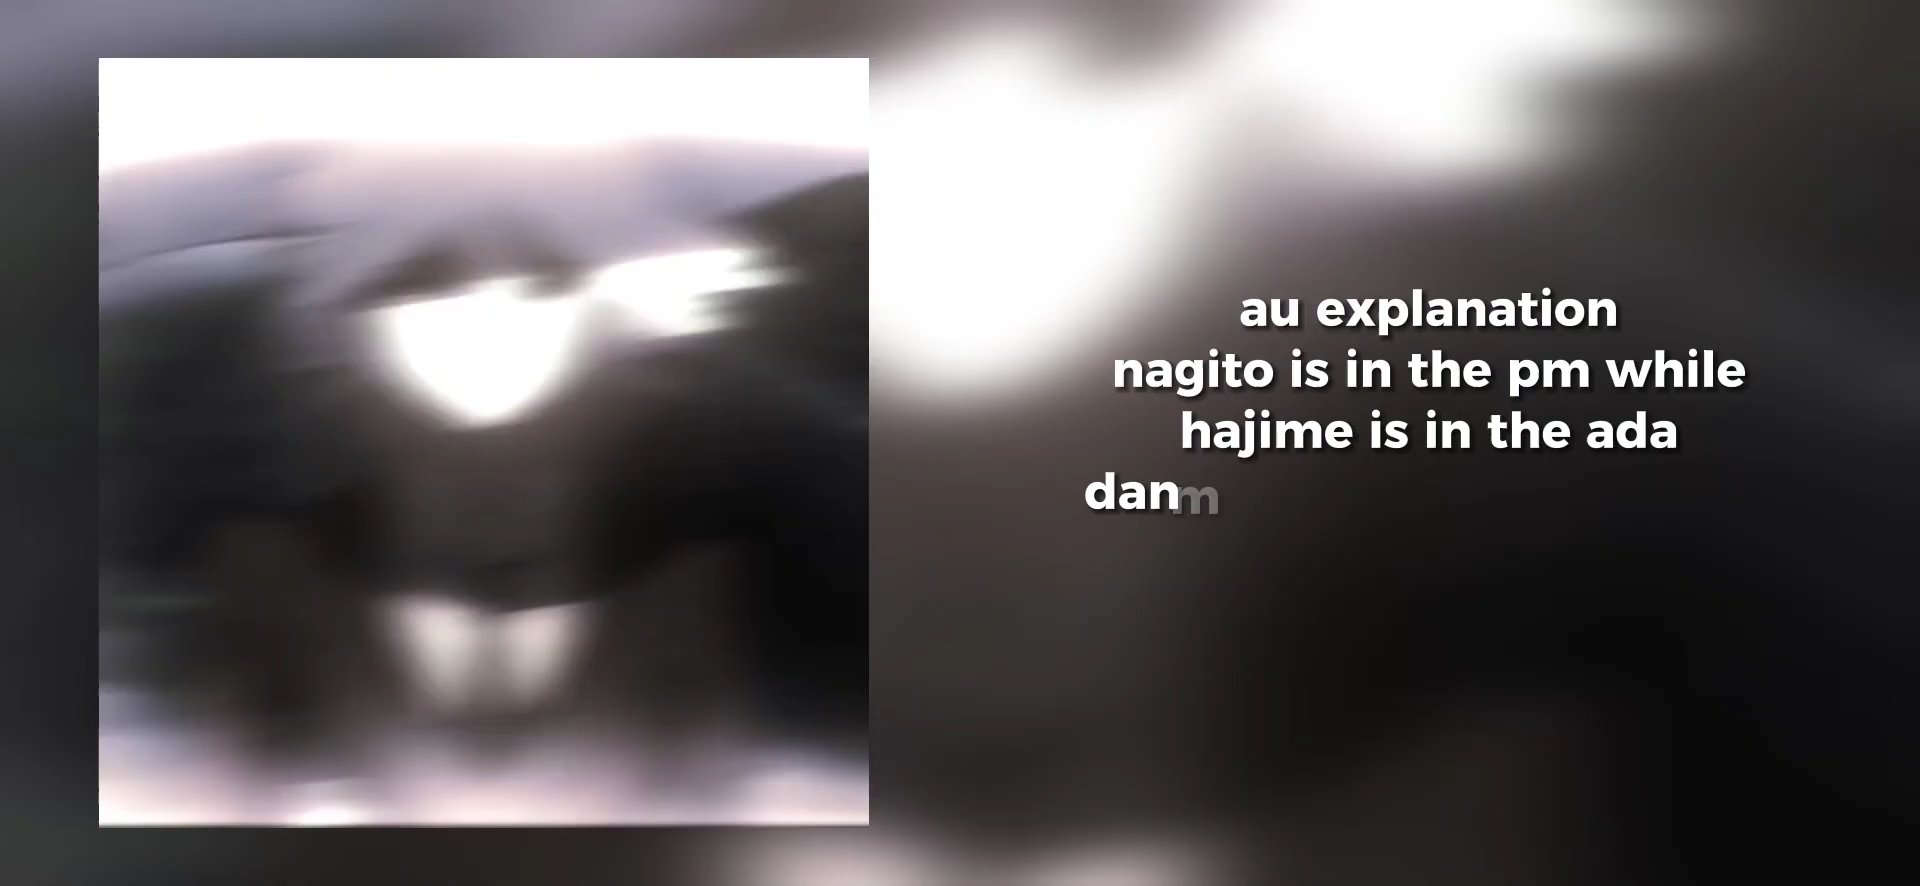 au explanation
nagito is in the pm while
hajime is in the ada
danm